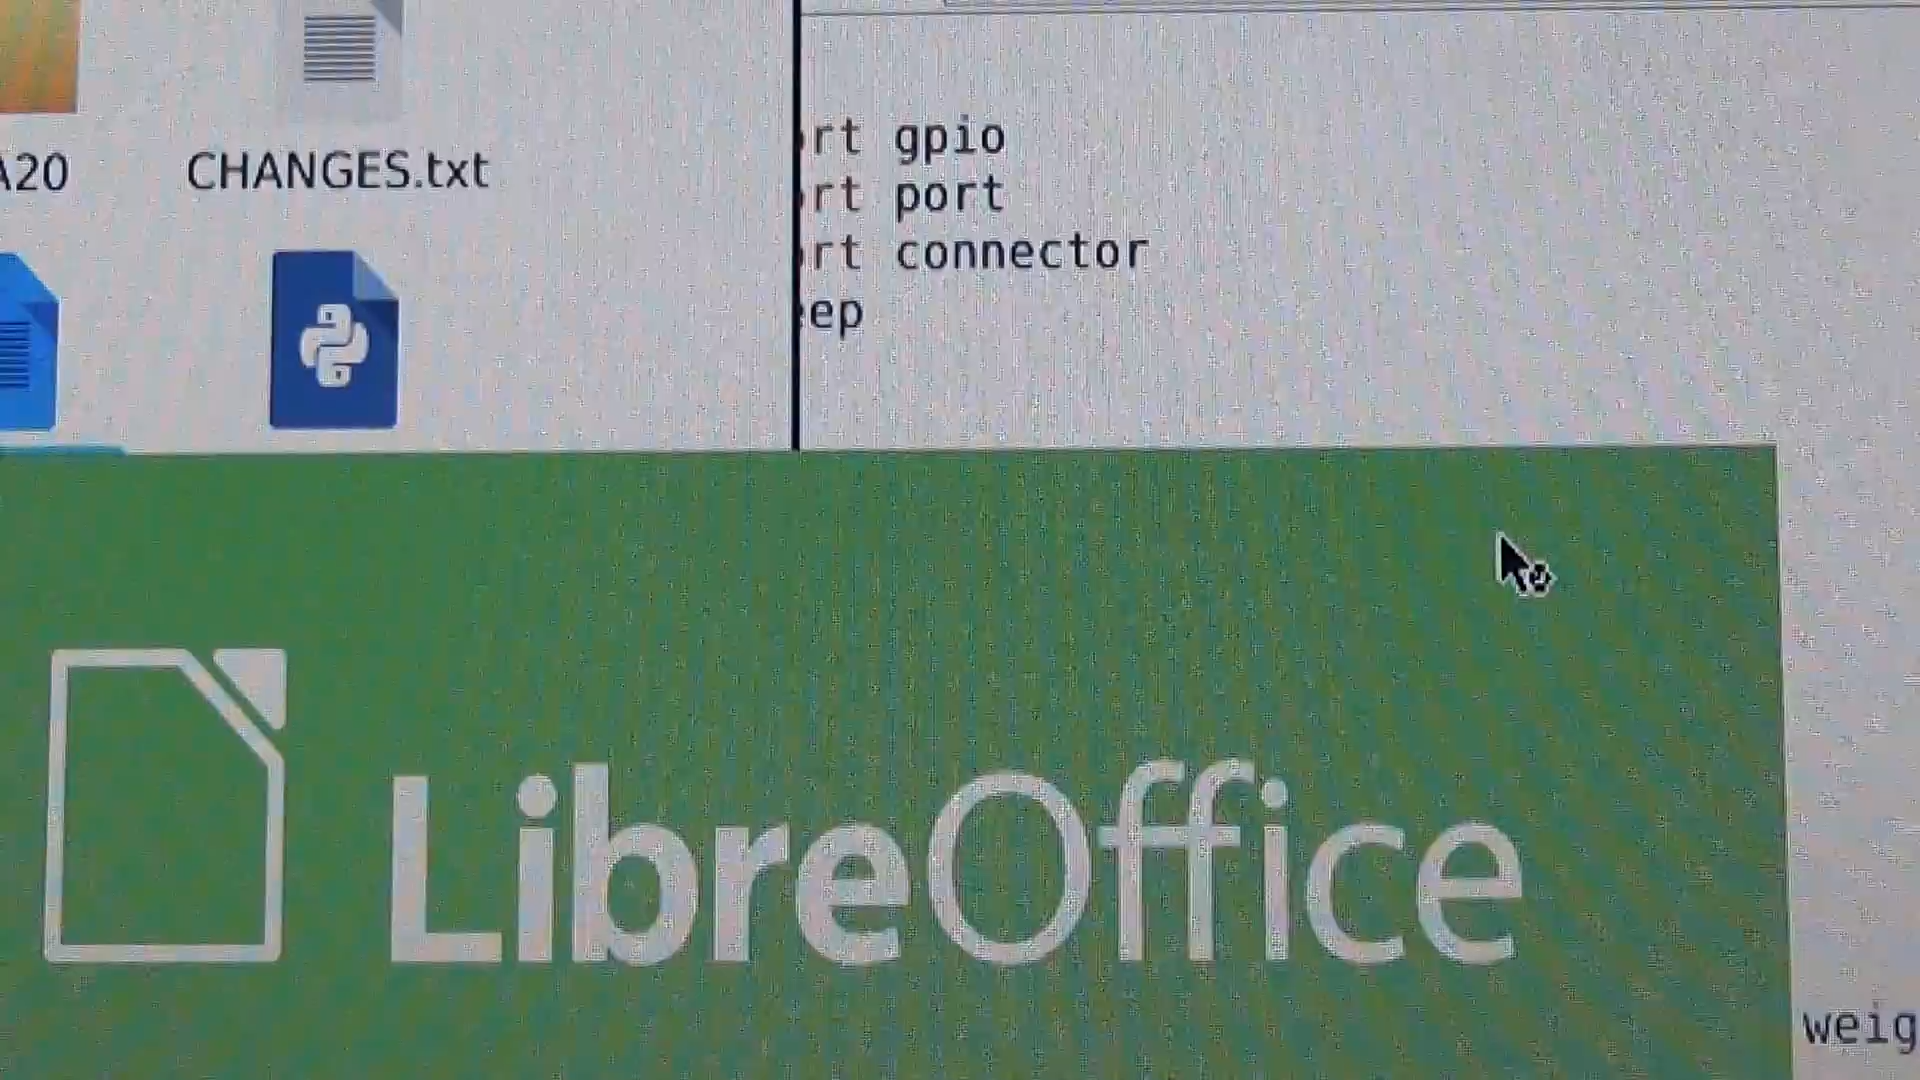 A20
CHANGES.txt
rt gpio
rt port
rt connector
ep
LibreOffice
weig